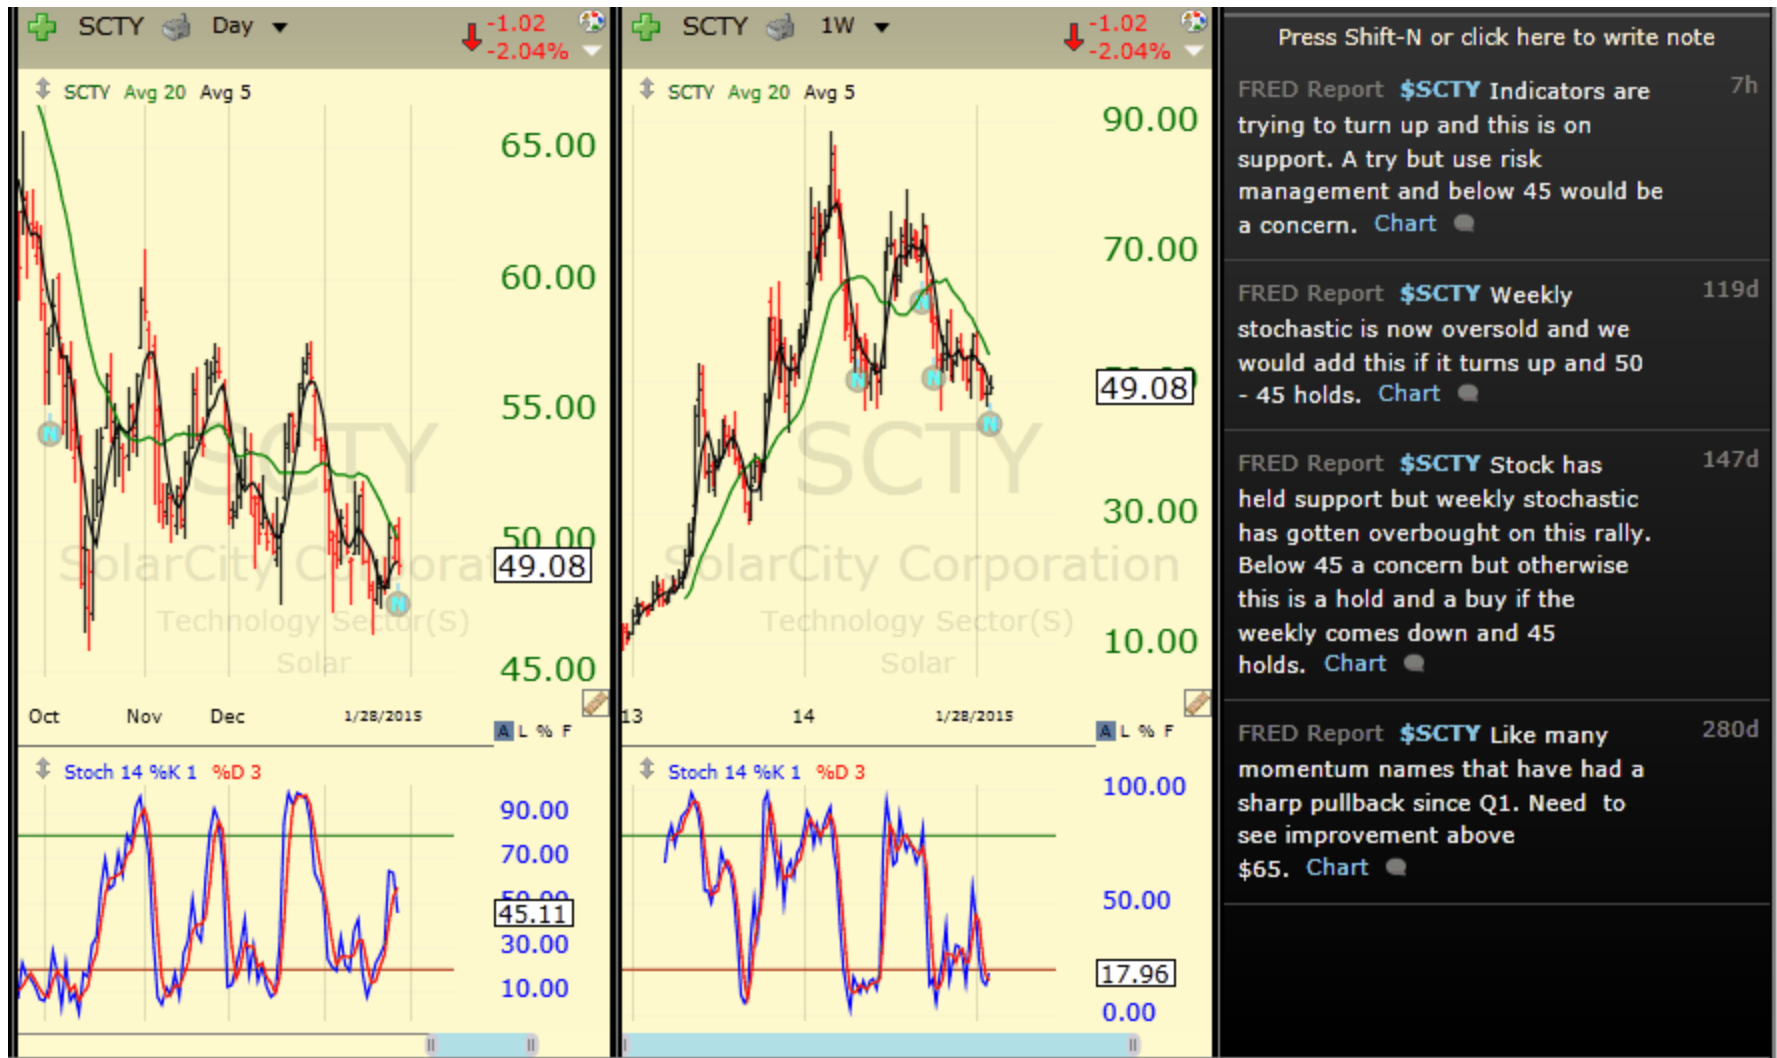 SCTY Day
-1.02
-2.04%
SCTY Avg 20 Avg 5
65.00
60.00
55.00
50.00
49.08
45.00
SCTY
SolarCity Corporat
Technology Sector(S)
Solar
N
N
Oct Nov Dec 1/28/2015
A L % F
Stoch 14 %K 1 %D 3
90.00
70.00
50.00
45.11
30.00
10.00
SCTY 1W
-1.02
-2.04%
SCTY Avg 20 Avg 5
90.00
70.00
49.08
30.00
10.00
SCTY
SolarCity Corporation
Technology Sector(S)
Solar
N
N
N
N
13 14 1/28/2015
A L % F
Stoch 14 %K 1 %D 3
100.00
50.00
17.96
0.00
Press Shift-N or click here to write note
FRED Report $SCTY Indicators are 7h
trying to turn up and this is on
support. A try but use risk
management and below 45 would be
a concern. Chart
FRED Report $SCTY Weekly 119d
stochastic is now oversold and we
would add this if it turns up and 50
- 45 holds. Chart
FRED Report $SCTY Stock has 147d
held support but weekly stochastic
has gotten overbought on this rally.
Below 45 a concern but otherwise
this is a hold and a buy if the
weekly comes down and 45
holds. Chart
FRED Report $SCTY Like many 280d
momentum names that have had a
sharp pullback since Q1. Need to
see improvement above
$65. Chart